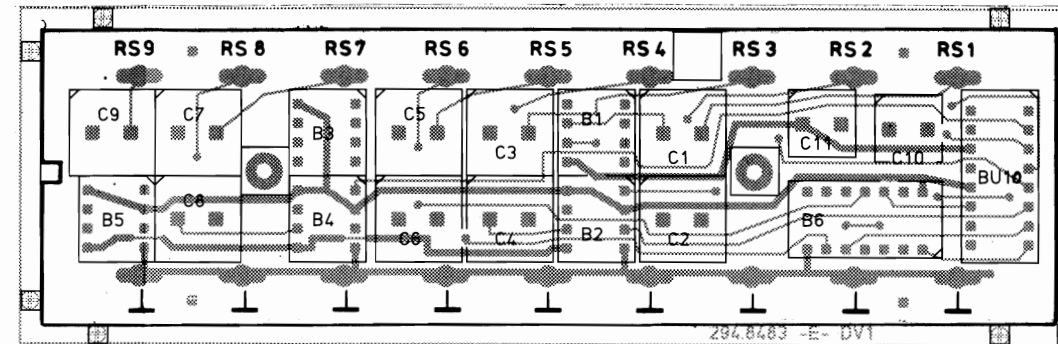 RS9 RS8 RS7 RS6 RS5 RS4 RS3 RS2 RS1
C9 C7 B3 C5 C3 B1 C1 C11 C10 BU10
B5 C8 B4 C6 C4 B2 C2 B6
294.8483 -E- DV1